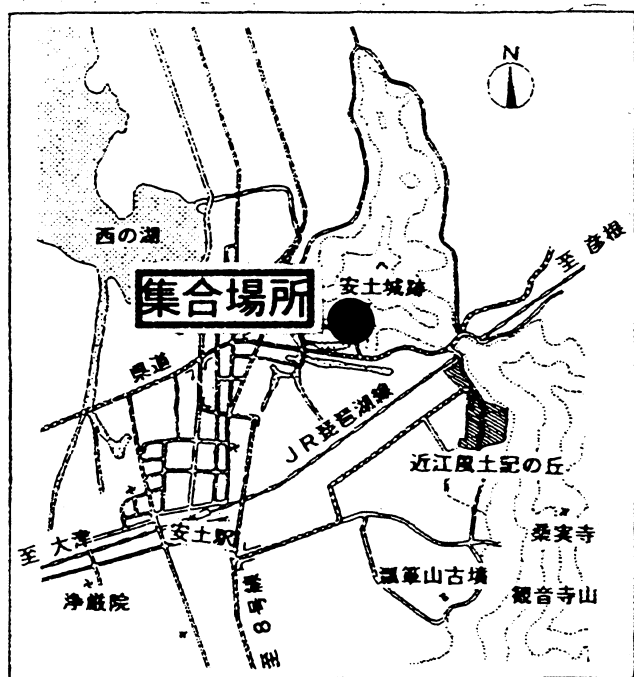 N
西の湖
至 彦根
安土城跡
集合場所
県道
JR琵琶湖線
近江風土記の丘
至 大津
安土駅
桑実寺
瓢箪山古墳
浄厳院
観音寺山
至 8号線